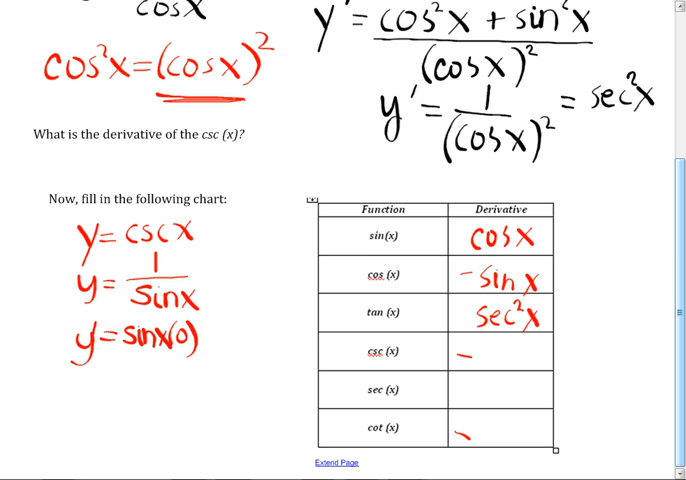 cosx
cos²x = (cosx)²
y' = cos²x + sin²x
(cosx)²
y' = 1 = sec²x
(cosx)²
What is the derivative of the csc (x)?
Now, fill in the following chart:
y = cscx
y = 1
sinx
y' = sinx(0)
Function Derivative
sin(x) cosx
cos (x) -sinx
tan (x) sec²x
csc (x) -
sec (x)
cot (x) -
Extend Page